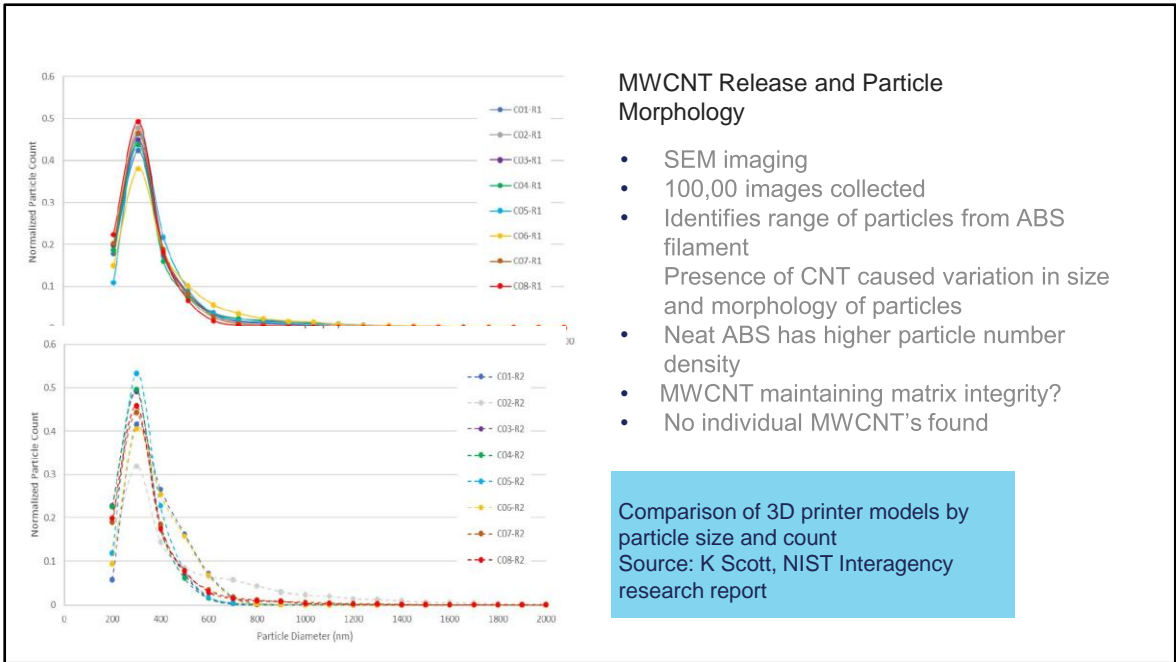 0.6
0.5
0.4
0.3
0.2
0.1
Normalized Particle Count
C01-R1
C02-R1
C03-R1
C04-R1
C05-R1
C06-R1
C07-R1
C08-R1
0.6
0.5
0.4
0.3
0.2
0.1
0
Normalized Particle Count
C01-R2
C02-R2
C03-R2
C04-R2
C05-R2
C06-R2
C07-R2
C08-R2
0 200 400 600 800 1000 1200 1400 1600 1800 2000
Particle Diameter (nm)
MWCNT Release and Particle
Morphology
• SEM imaging
• 100,00 images collected
• Identifies range of particles from ABS
filament
Presence of CNT caused variation in size
and morphology of particles
• Neat ABS has higher particle number
density
• MWCNT maintaining matrix integrity?
• No individual MWCNT's found
Comparison of 3D printer models by
particle size and count
Source: K Scott, NIST Interagency
research report